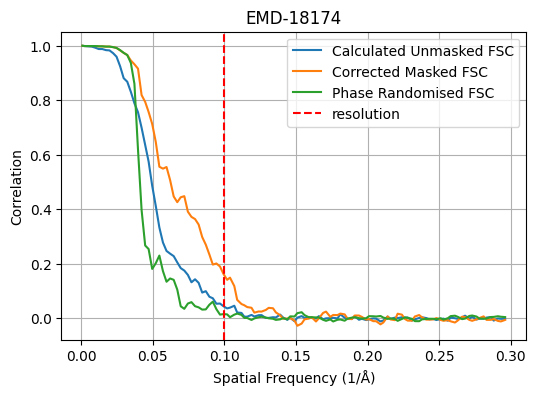 EMD-18174
Calculated Unmasked FSC
Corrected Masked FSC
Phase Randomised FSC
resolution
Correlation
1.0
0.8
0.6
0.4
0.2
0.0
0.00 0.05 0.10 0.15 0.20 0.25 0.30
Spatial Frequency (1/Å)